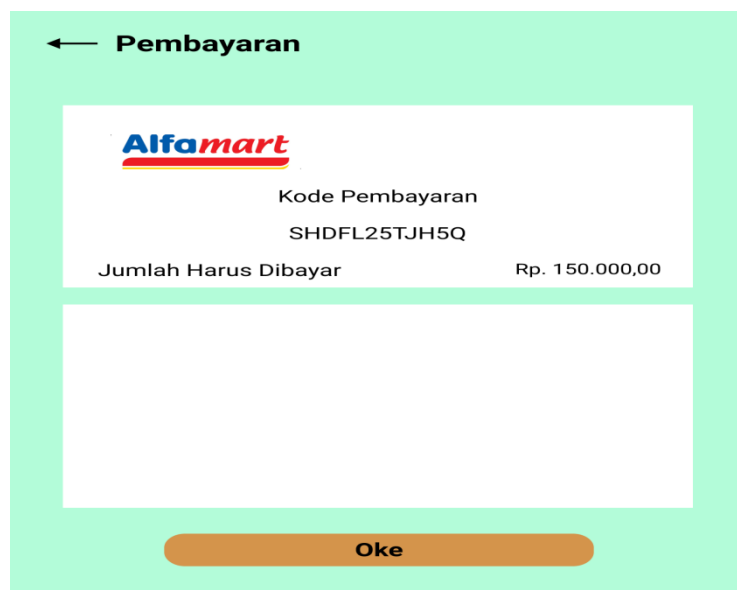 Pembayaran
Alfamart
Kode Pembayaran
SHDFL25TJH5Q
Jumlah Harus Dibayar Rp. 150.000,00
Oke